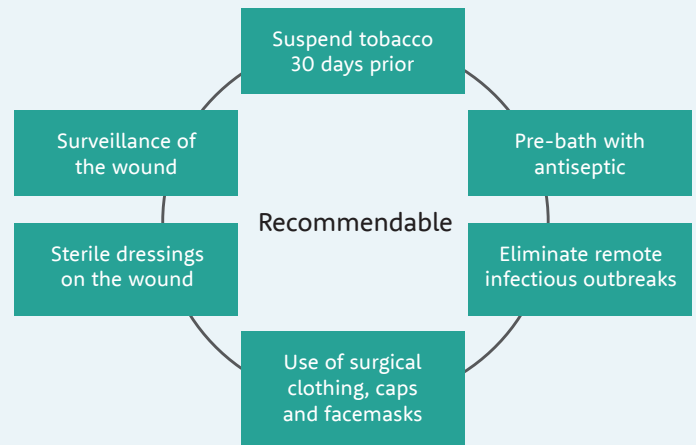 Suspend tobacco
30 days prior
Pre-bath with
antiseptic
Eliminate remote
infectious outbreaks
Use of surgical
clothing, caps
and facemasks
Sterile dressings
on the wound
Surveillance of
the wound
Recommendable